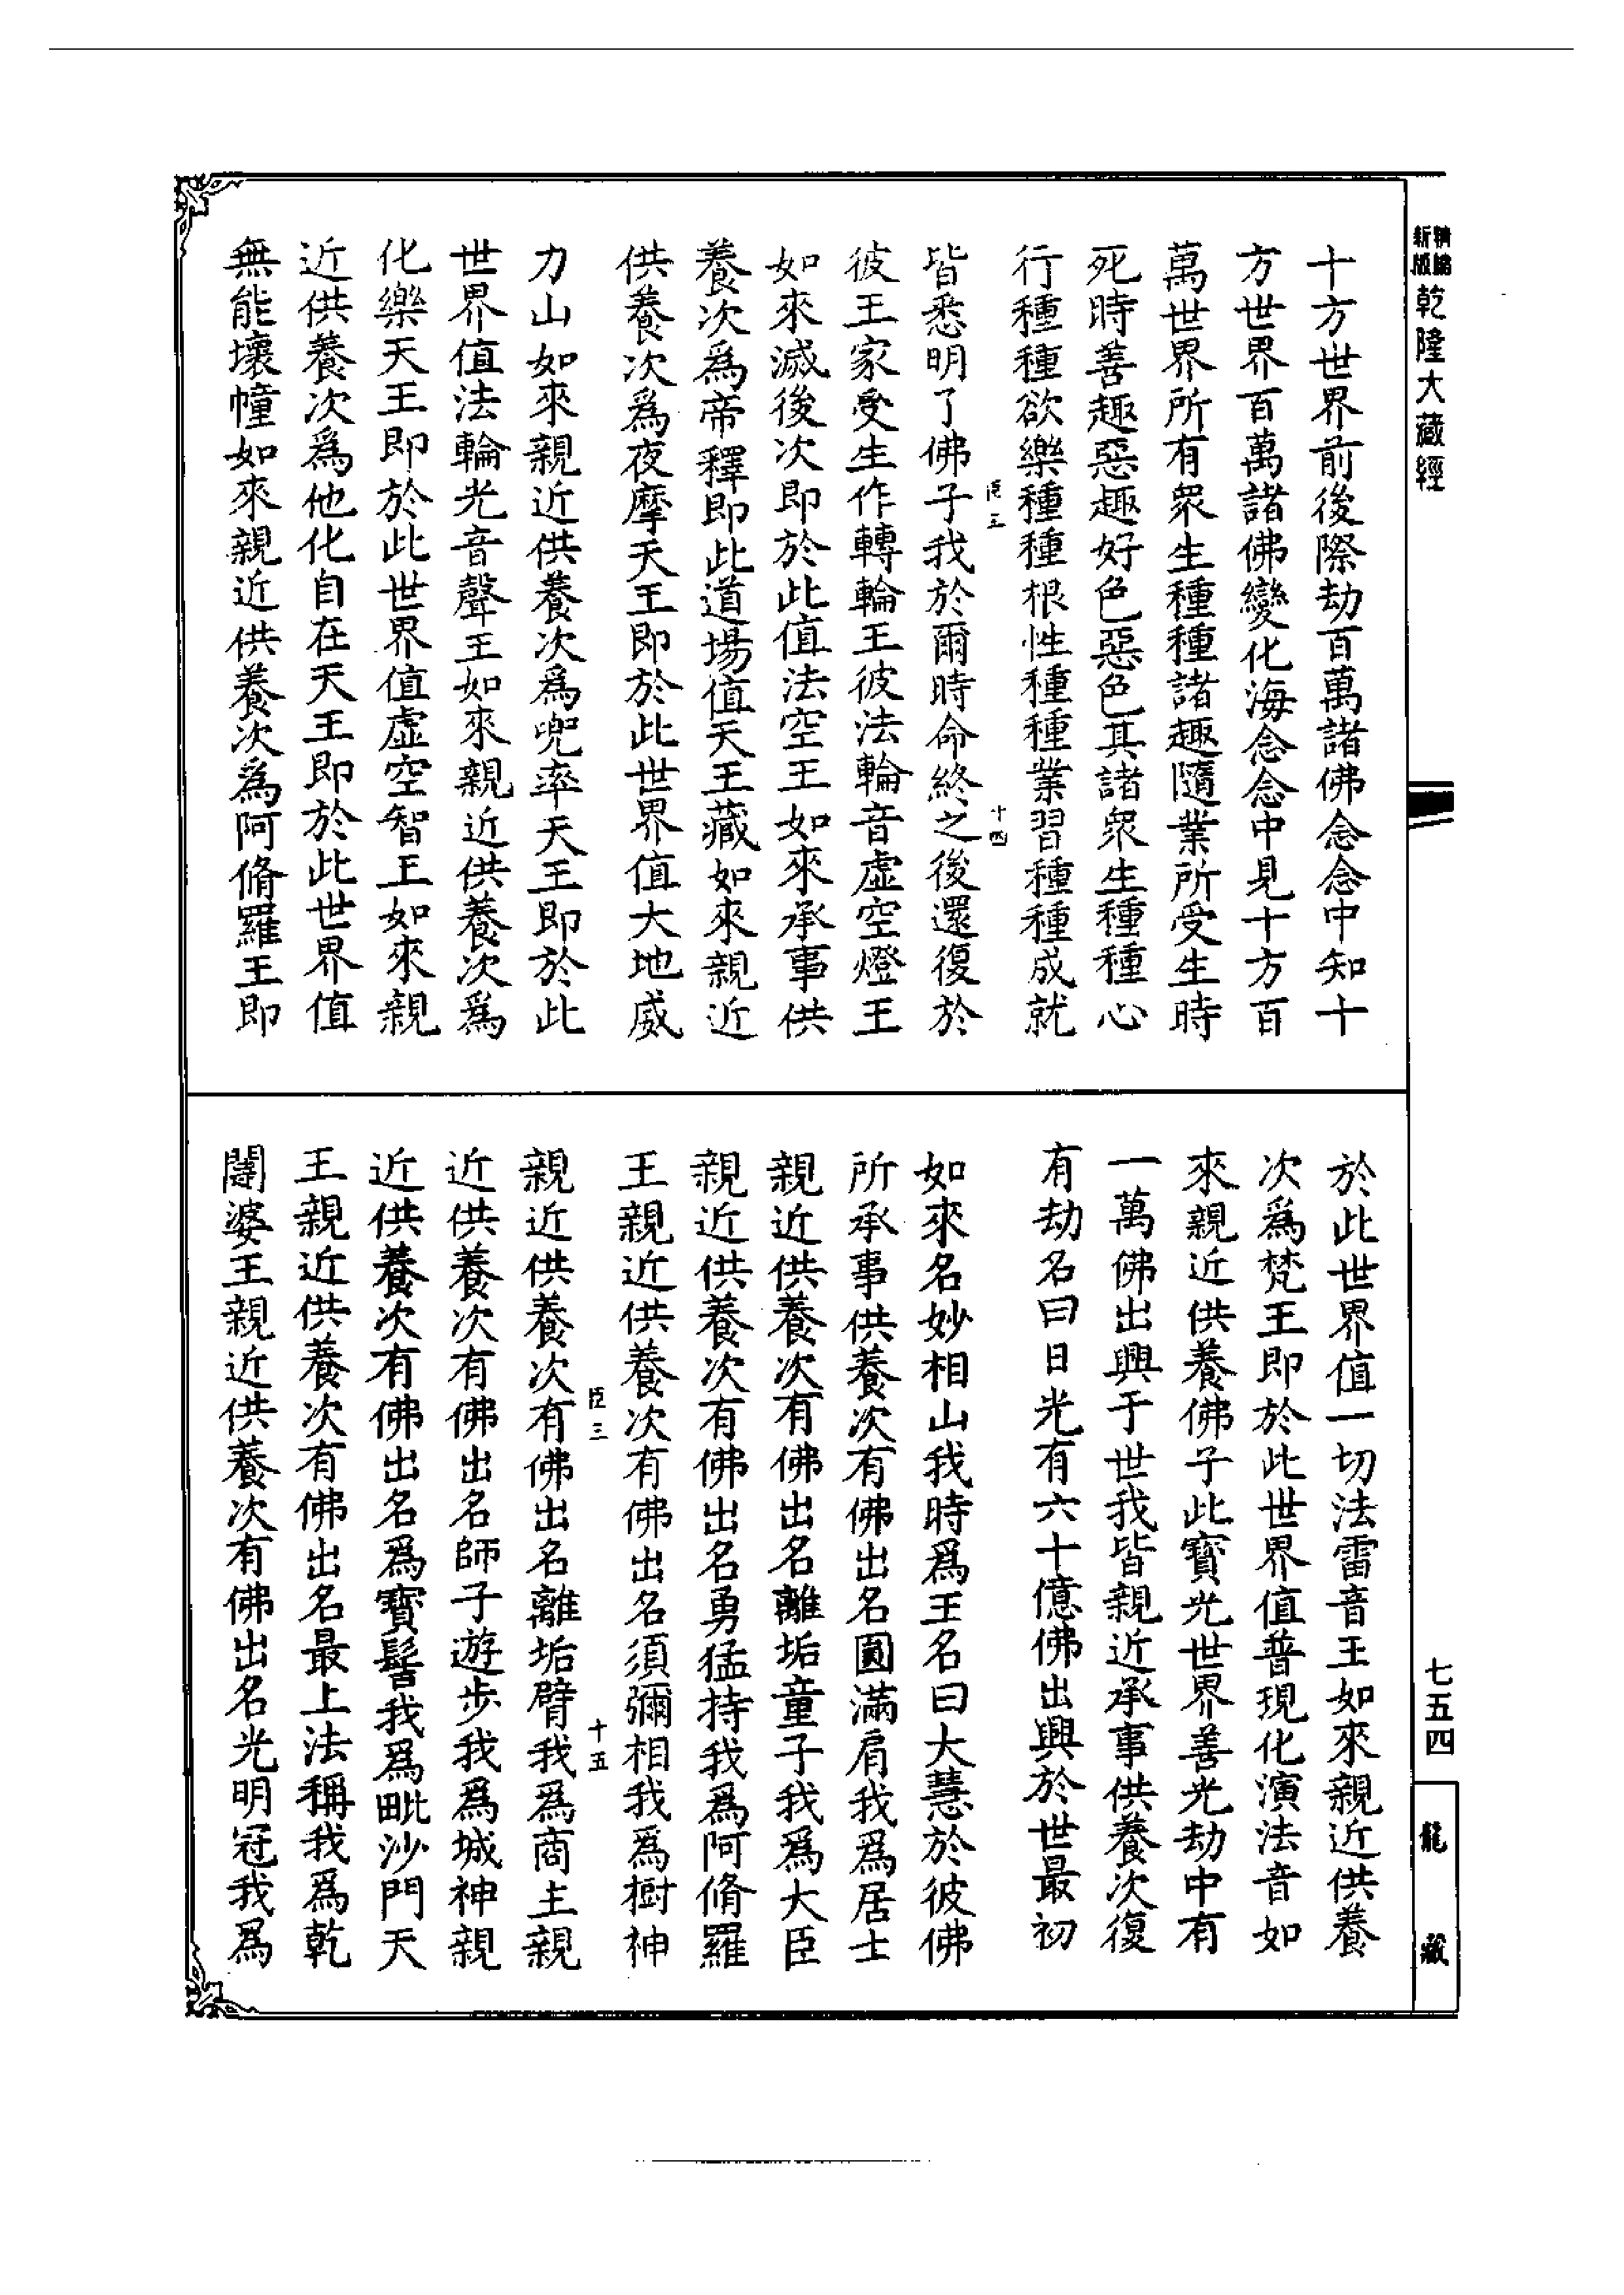 精編新版乾隆大藏經
十方世界前後際劫百萬諸佛念念中知十
方世界百萬諸佛變化海念念中見十方百
萬世界所有眾生種種諸趣隨業所受生時
死時善趣惡趣好色惡色其諸眾生種種心
行種種欲樂種種根性種種業習種種成就
十四
皆悉明了佛子我於爾時命終之後還復於
彼王家受生作轉輪王彼法輪音虛空燈王
如來滅後次即於此值法空王如來承事供
養次爲帝釋即此道場值天王藏如來親近
供養次爲夜摩天王即於此世界值大地威
力山如來親近供養次爲兜率天王即於此
世界值法輪光音聲王如來親近供養次爲
化樂天王即於此世界值虛空智王如來親
近供養次爲他化自在天王即於此世界值
無能壞幢如來親近供養次爲阿脩羅王即
於此世界值一切法雷音王如來親近供養
次爲梵王即於此世界值普現化演法音如
來親近供養佛子此寶光世界善光劫中有
一萬佛出興于世我皆親近承事供養次復
有劫名曰日光有六十億佛出興於世最初
如來名妙相山我時爲王名曰大慧於彼佛
所承事供養次有佛出名圓滿肩我爲居士
親近供養次有佛出名離垢童子我爲大臣
親近供養次有佛出名勇猛持我爲阿脩羅
王親近供養次有佛出名須彌相我爲樹神
三 十五
親近供養次有佛出名離垢臂我爲商主親
近供養次有佛出名師子遊步我爲城神親
近供養次有佛出名爲寶髻我爲毗沙門天
王親近供養次有佛出名最上法稱我爲乾
闥婆王親近供養次有佛出名光明冠我爲
七五四
龍藏